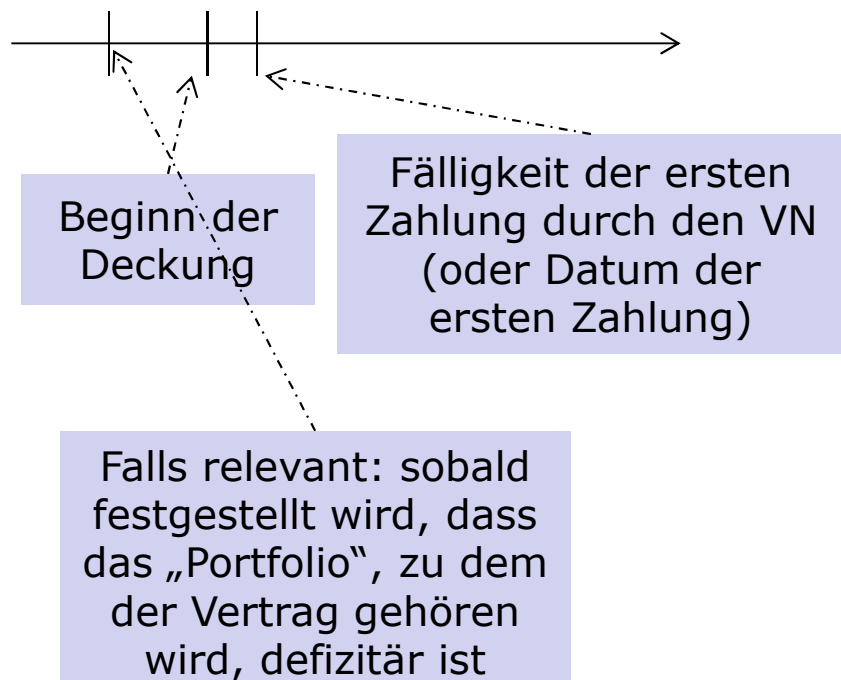 Beginn der
Deckung
Fälligkeit der ersten
Zahlung durch den VN
(oder Datum der
ersten Zahlung)
Falls relevant: sobald
festgestellt wird, dass
das „Portfolio“, zu dem
der Vertrag gehören
wird, defizitär ist